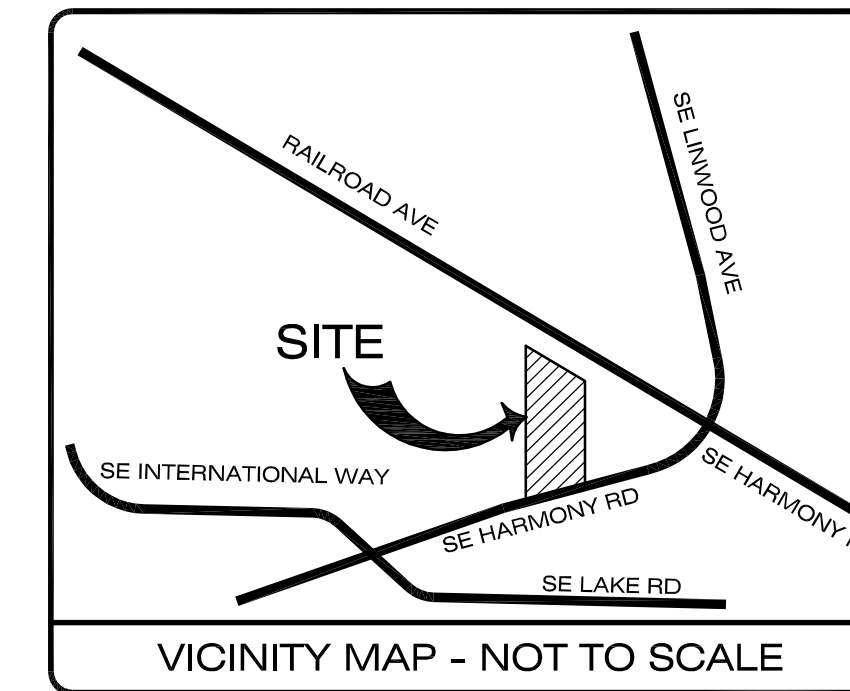 SE LINWOOD AVE
RAILROAD AVE
SITE
SE INTERNATIONAL WAY
SE HARMONY
SE HARMONY RD
SE LAKE RD
VICINITY MAP - NOT TO SCALE